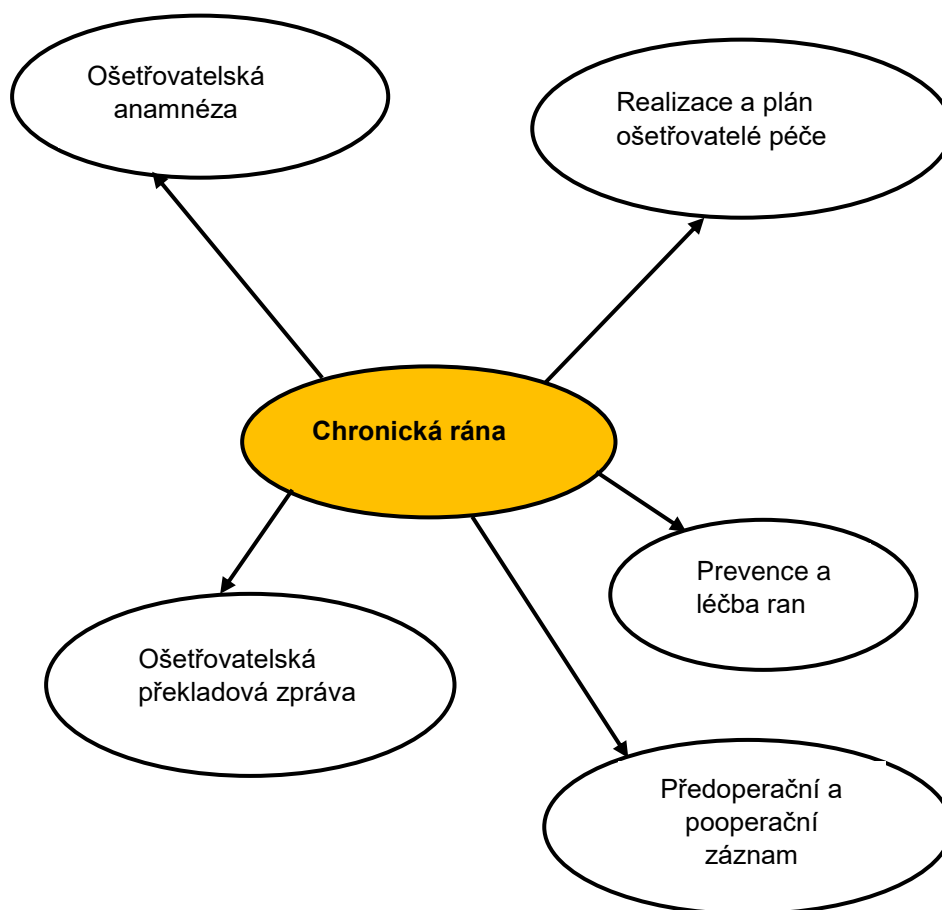 Ošetřovatelská
anamnéza
Realizace a plán
ošetřovatelé péče
Chronická rána
Prevence a
léčba ran
Ošetřovatelská
překladová zpráva
Předoperační a
pooperační
záznam